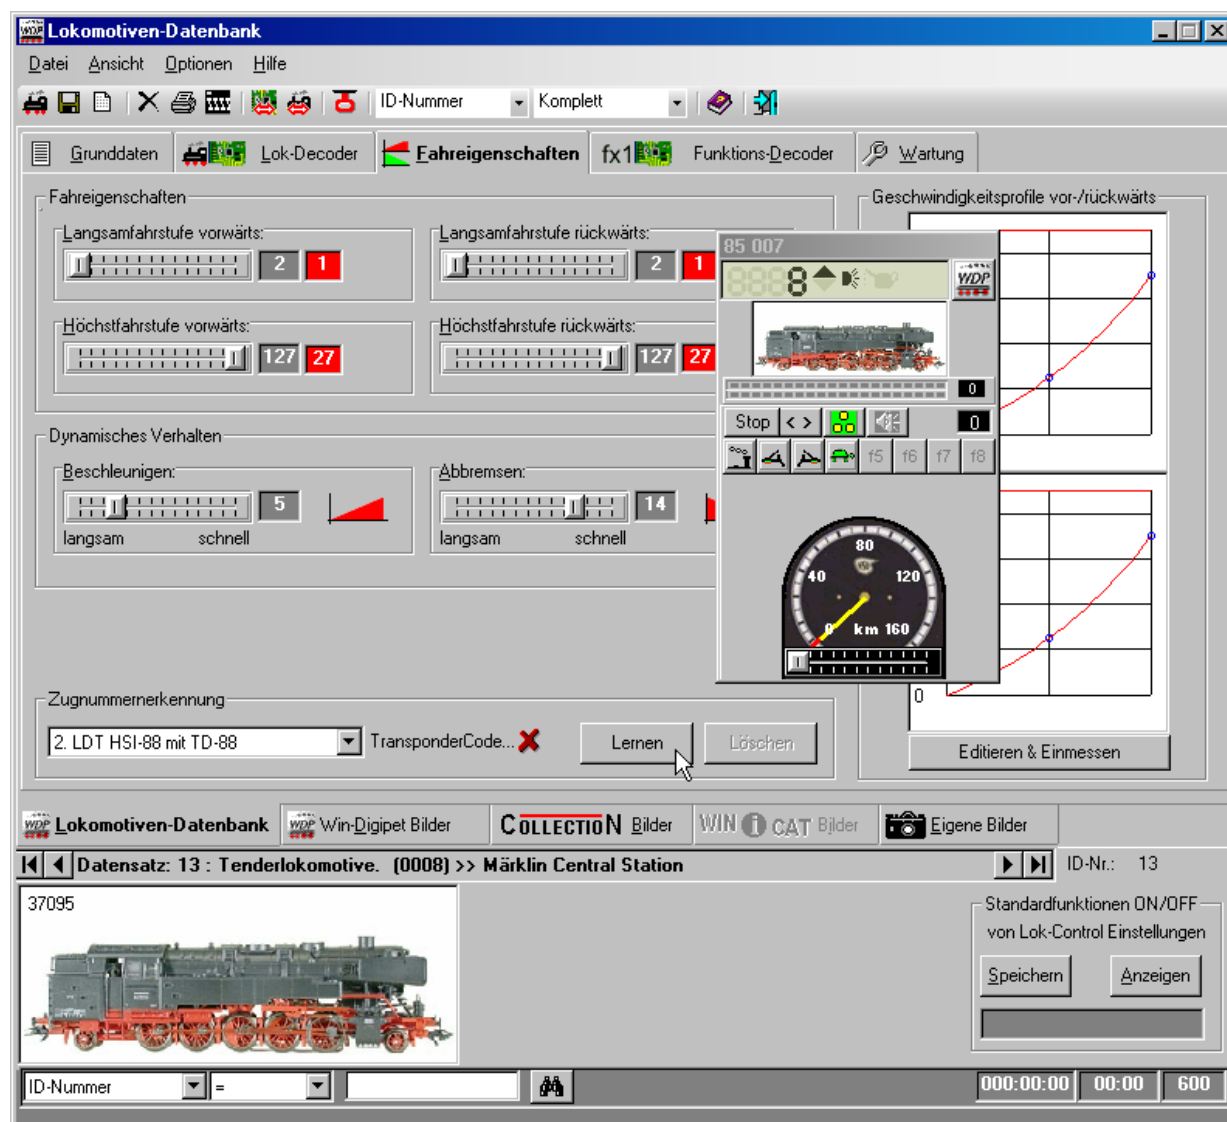 WDP Lokomotiven-Datenbank
Datei Ansicht Optionen Hilfe
ID-Nummer Komplett
Grunddaten Lok-Decoder Fahreigenschaften fx1 Funktions-Decoder Wartung
Fahreigenschaften
Langsamfahrstufe vorwärts:
2 1
Langsamfahrstufe rückwärts:
2 1
Höchstfahrstufe vorwärts:
127 27
Höchstfahrstufe rückwärts:
127 27
Dynamisches Verhalten
Beschleunigen:
5
langsam schnell
Abbremsen:
14
langsam schnell
Geschwindigkeitsprofile vor-/rückwärts
0
Editieren & Einmessen
85 007
8
WDP
0
Stop < > 0
f5 f6 f7 f8
0 40 80 120 160
km
Zugnummernerkennung
2. LDT HSI-88 mit TD-88 TransponderCode... Lernen Löschen
WDP Lokomotiven-Datenbank WDP Win-Digipet Bilder COLLECTION Bilder WIN CAT Bilder Eigene Bilder
Datensatz: 13 : Tenderlokomotive. (0008) >> Märklin Central Station ID-Nr.: 13
37095
Standardfunktionen ON/OFF
von Lok-Control Einstellungen
Speichern Anzeigen
ID-Nummer = 000:00:00 00:00 600